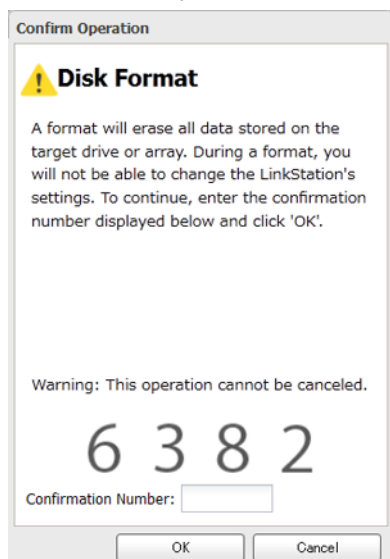 Confirm Operation
Disk Format
A format will erase all data stored on the
target drive or array. During a format, you
will not be able to change the LinkStation's
settings. To continue, enter the confirmation
number displayed below and click 'OK'.
Warning: This operation cannot be canceled.
6 3 8 2
Confirmation Number:
OK Cancel